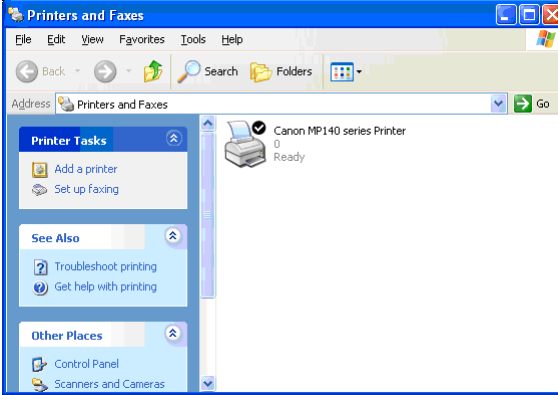 Printers and Faxes
File Edit View Favorites Tools Help
Back Search Folders
Address Printers and Faxes Go
Printer Tasks
Add a printer
Set up faxing
See Also
Troubleshoot printing
Get help with printing
Other Places
Control Panel
Scanners and Cameras
Canon MP140 series Printer
0
Ready